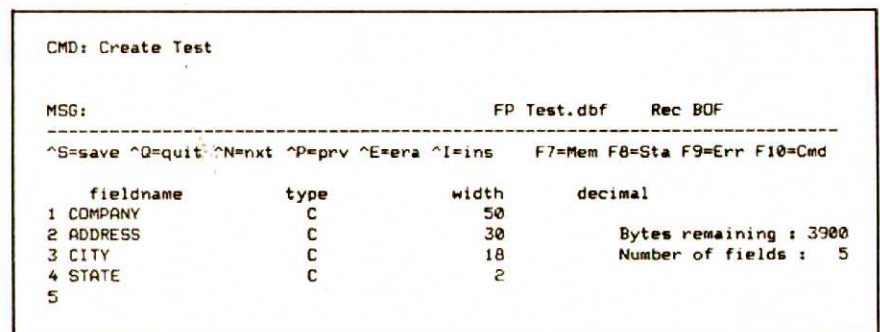 CMD: Create Test
MSG: FP Test.dbf Rec BOF
--------------------------------------------------------------------------------
^S=save ^Q=quit ^N=nxt ^P=prv ^E=era ^I=ins F7=Mem F8=Sta F9=Err F10=Cmd
fieldname type width decimal
1 COMPANY C 50
2 ADDRESS C 30 Bytes remaining : 3900
3 CITY C 18 Number of fields : 5
4 STATE C 2
5